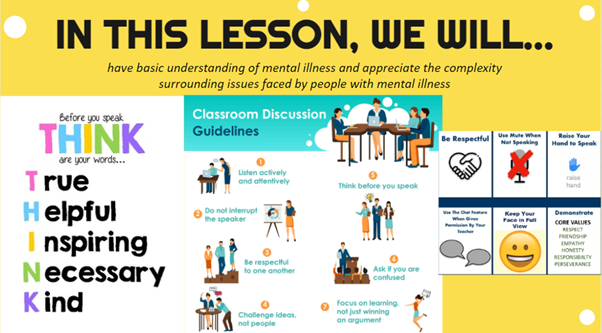 IN THIS LESSON, WE WILL...
have basic understanding of mental illness and appreciate the complexity
surrounding issues faced by people with mental illness
Before you speak
THINK
are your words...
True
Helpful
Inspiring
Necessary
Kind
Classroom Discussion
Guidelines
1
Listen actively
and attentively
2
Do not interrupt
the speaker
3
Be respectful
to one another
4
Challenge ideas,
not people
5
Think before you speak
6
Ask if you are
confused
7
Focus on learning,
not just winning
an argument
Be Respectful
Use Mute When
Not Speaking
Raise Your
Hand to Speak
raise
hand
Use The Chat Feature
When Given
Permission By Your
Teacher
Keep Your
Face in Full
View
Demonstrate
CORE VALUES
RESPECT
FRIENDSHIP
EMPATHY
HONESTY
RESPONSIBILTY
PERSEVERANCE